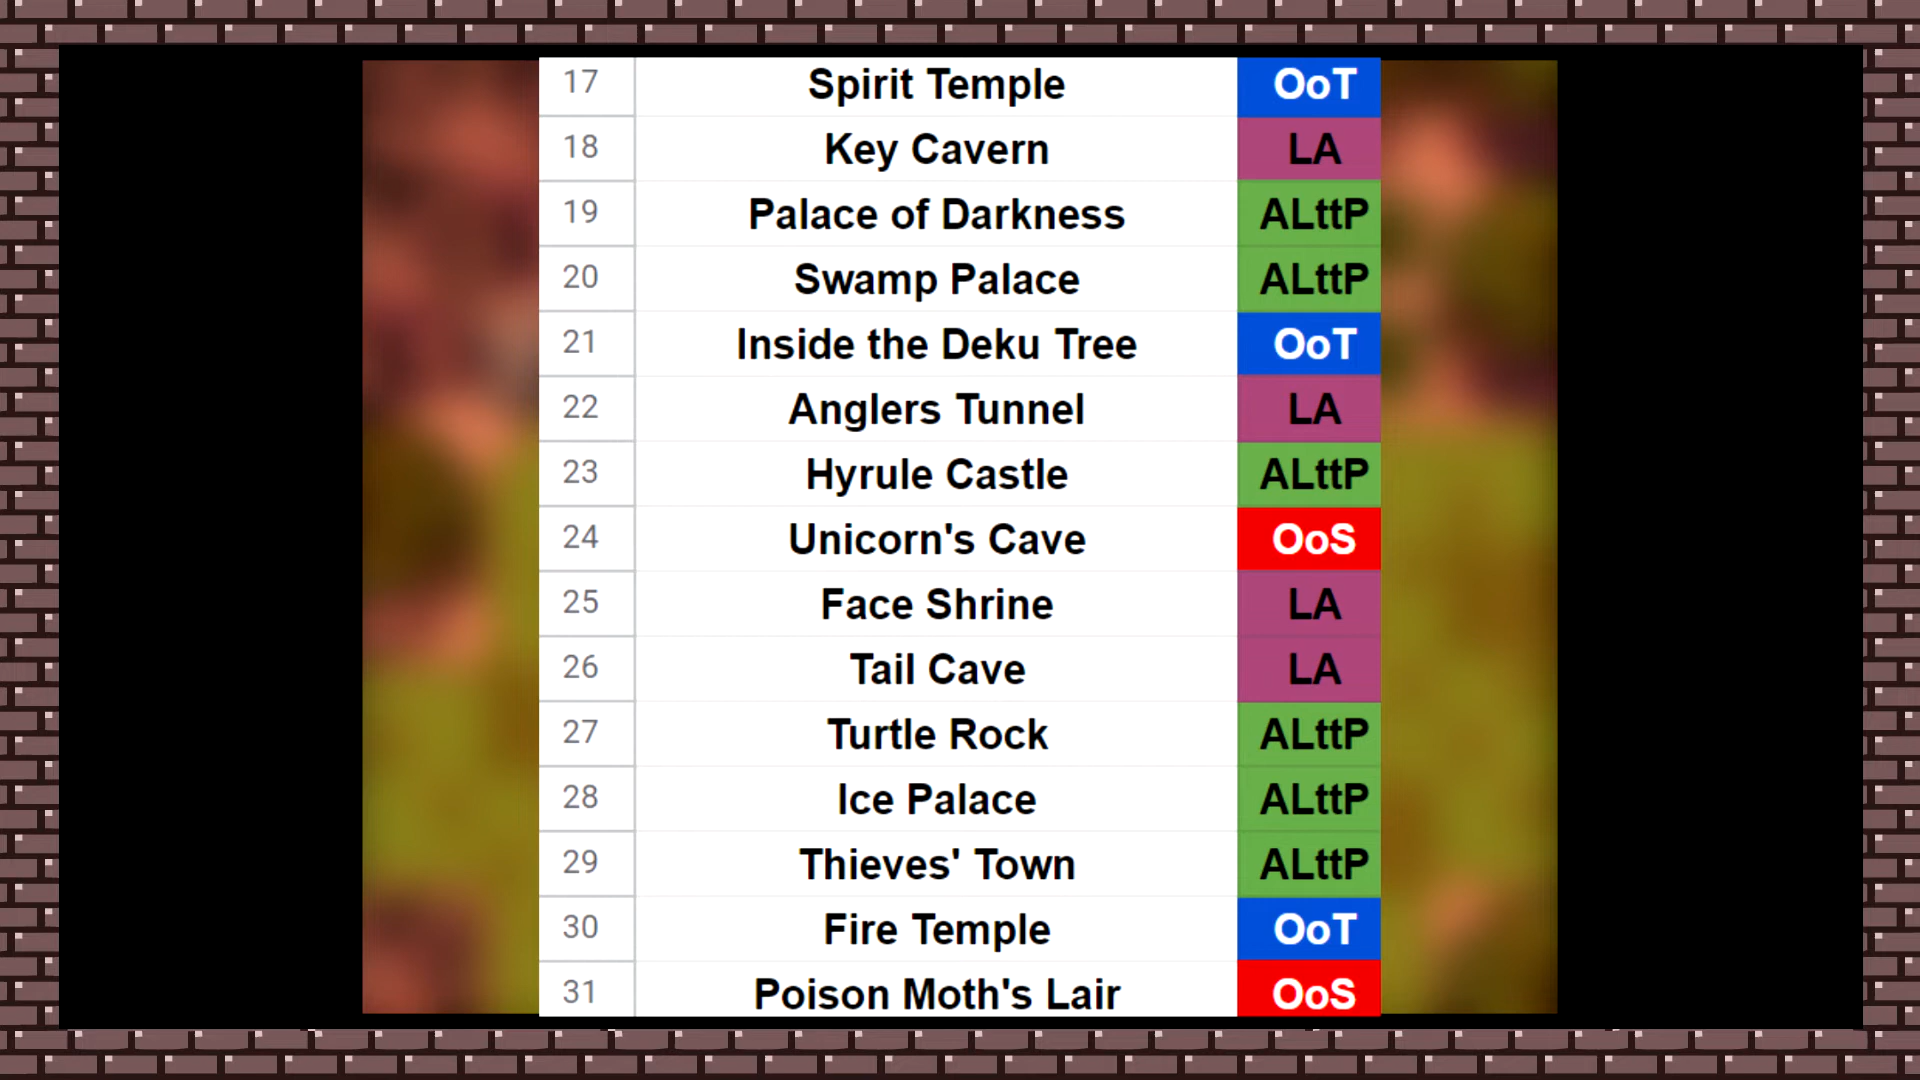 17 Spirit Temple OoT
18 Key Cavern LA
19 Palace of Darkness ALttP
20 Swamp Palace ALttP
21 Inside the Deku Tree OoT
22 Anglers Tunnel LA
23 Hyrule Castle ALttP
24 Unicorn's Cave OoS
25 Face Shrine LA
26 Tail Cave LA
27 Turtle Rock ALttP
28 Ice Palace ALttP
29 Thieves' Town ALttP
30 Fire Temple OoT
31 Poison Moth's Lair OoS